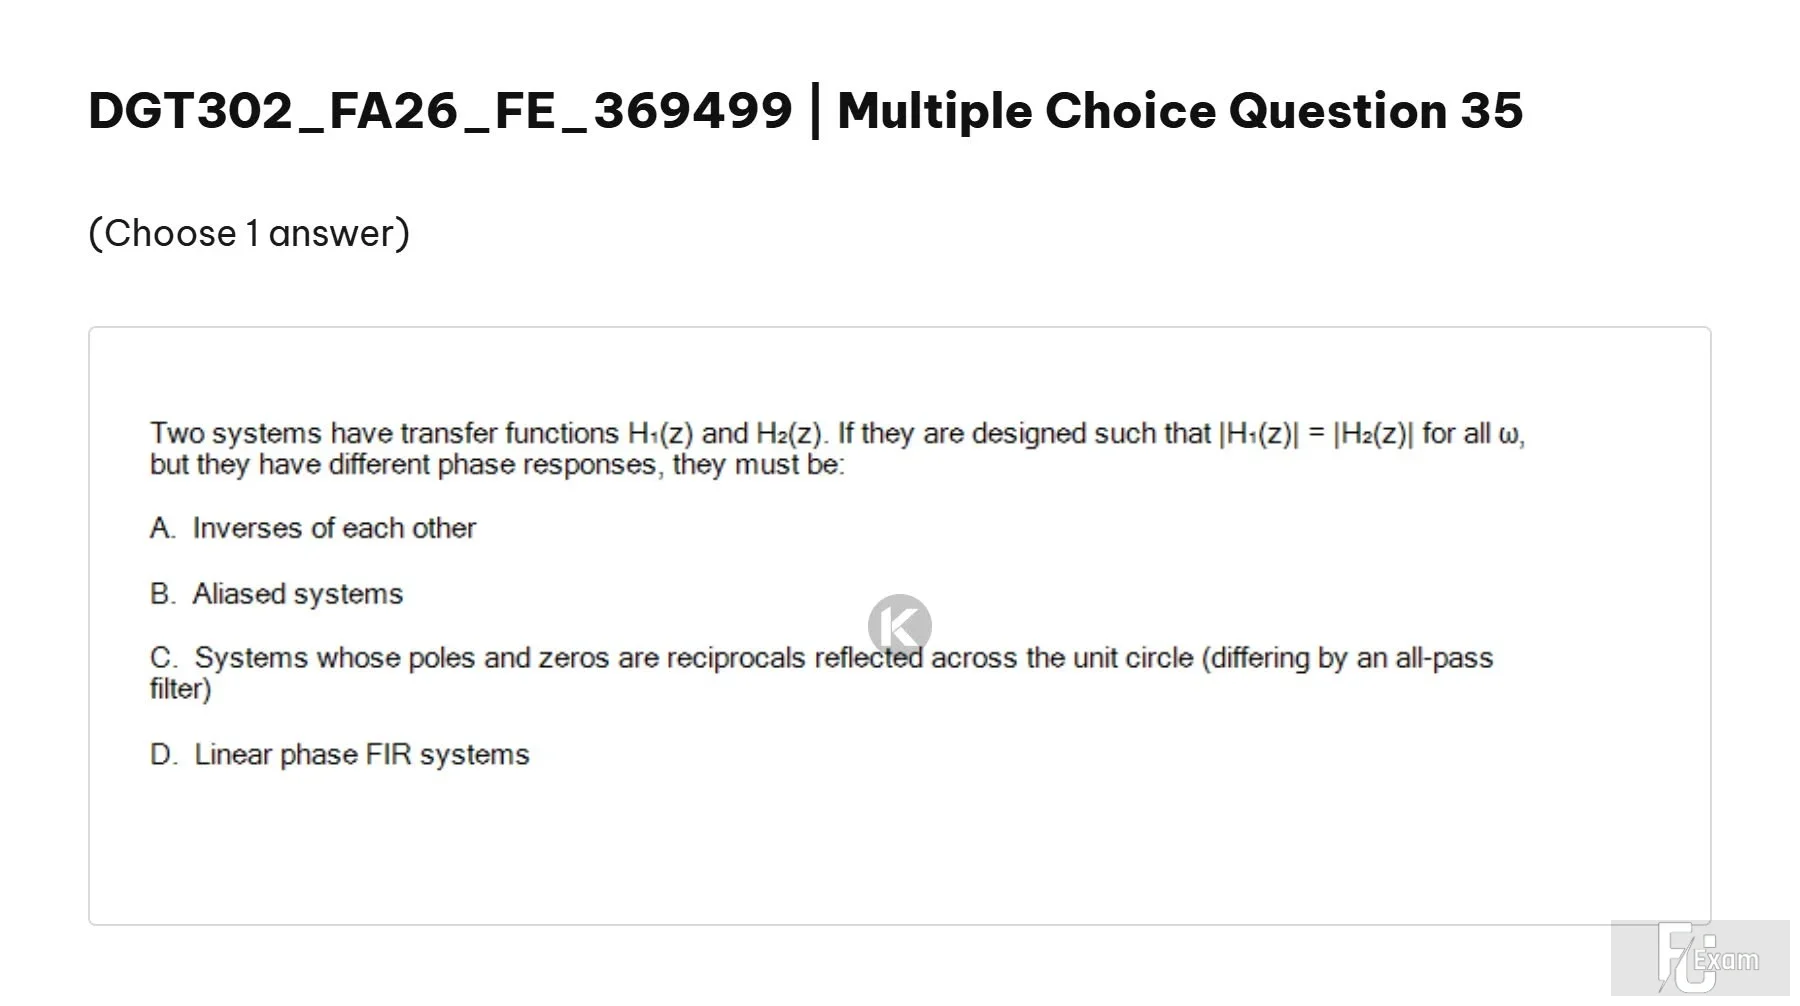 DGT302_FA26_FE_369499 | Multiple Choice Question 35
(Choose 1 answer)
Two systems have transfer functions H₁(z) and H₂(z). If they are designed such that |H₁(z)| = |H₂(z)| for all ω,
but they have different phase responses, they must be:
A. Inverses of each other
B. Aliased systems
K
C. Systems whose poles and zeros are reciprocals reflected across the unit circle (differing by an all-pass
filter)
D. Linear phase FIR systems
Exam